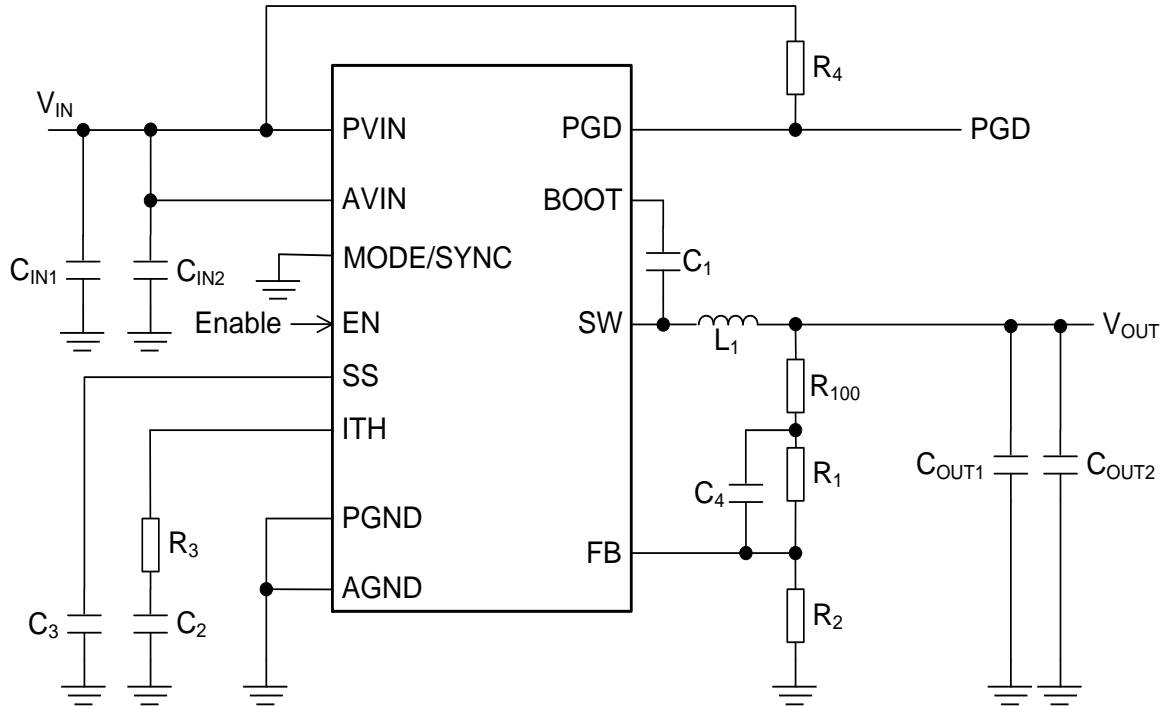 R4
VIN
PVIN
PGD
PGD
AVIN
BOOT
MODE/SYNC
C1
CIN1
CIN2
Enable
EN
SW
VOUT
L1
SS
R100
ITH
COUT1
COUT2
R1
C4
PGND
R3
FB
AGND
C3
C2
R2